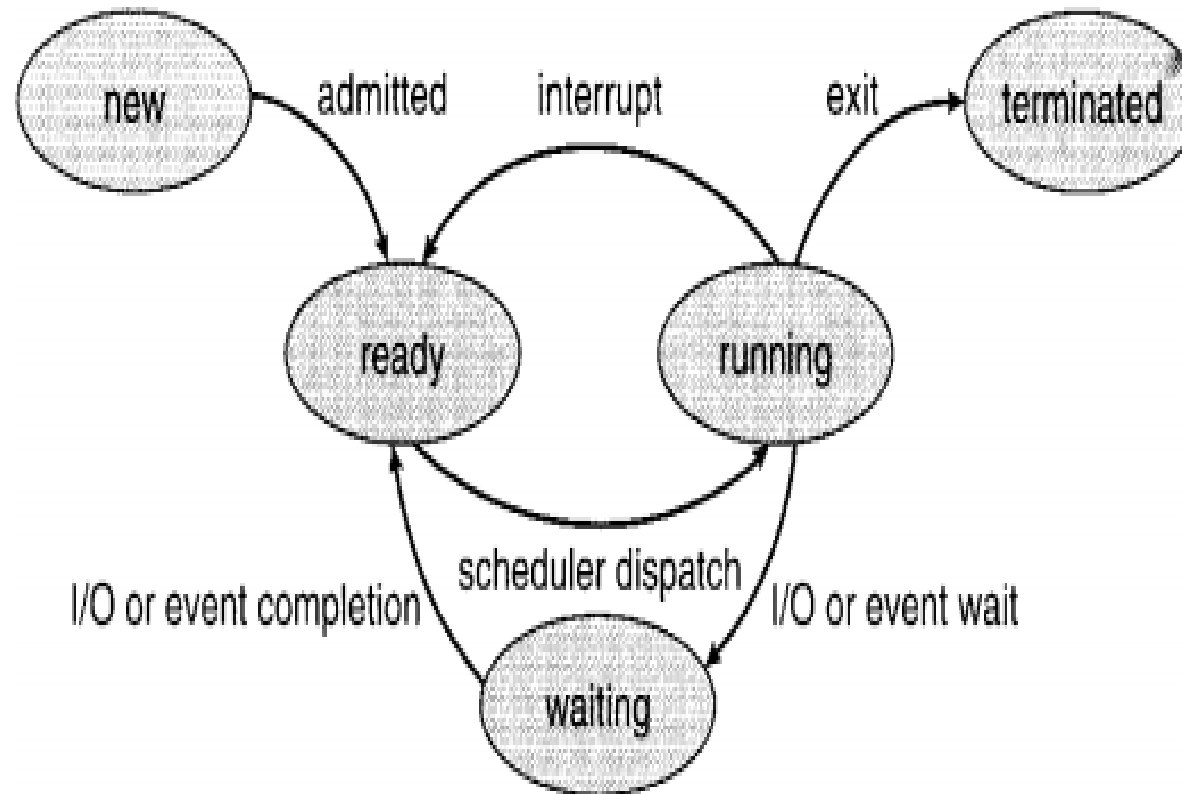 new
admitted
interrupt
exit
terminated
ready
running
scheduler dispatch
I/O or event completion
I/O or event wait
waiting